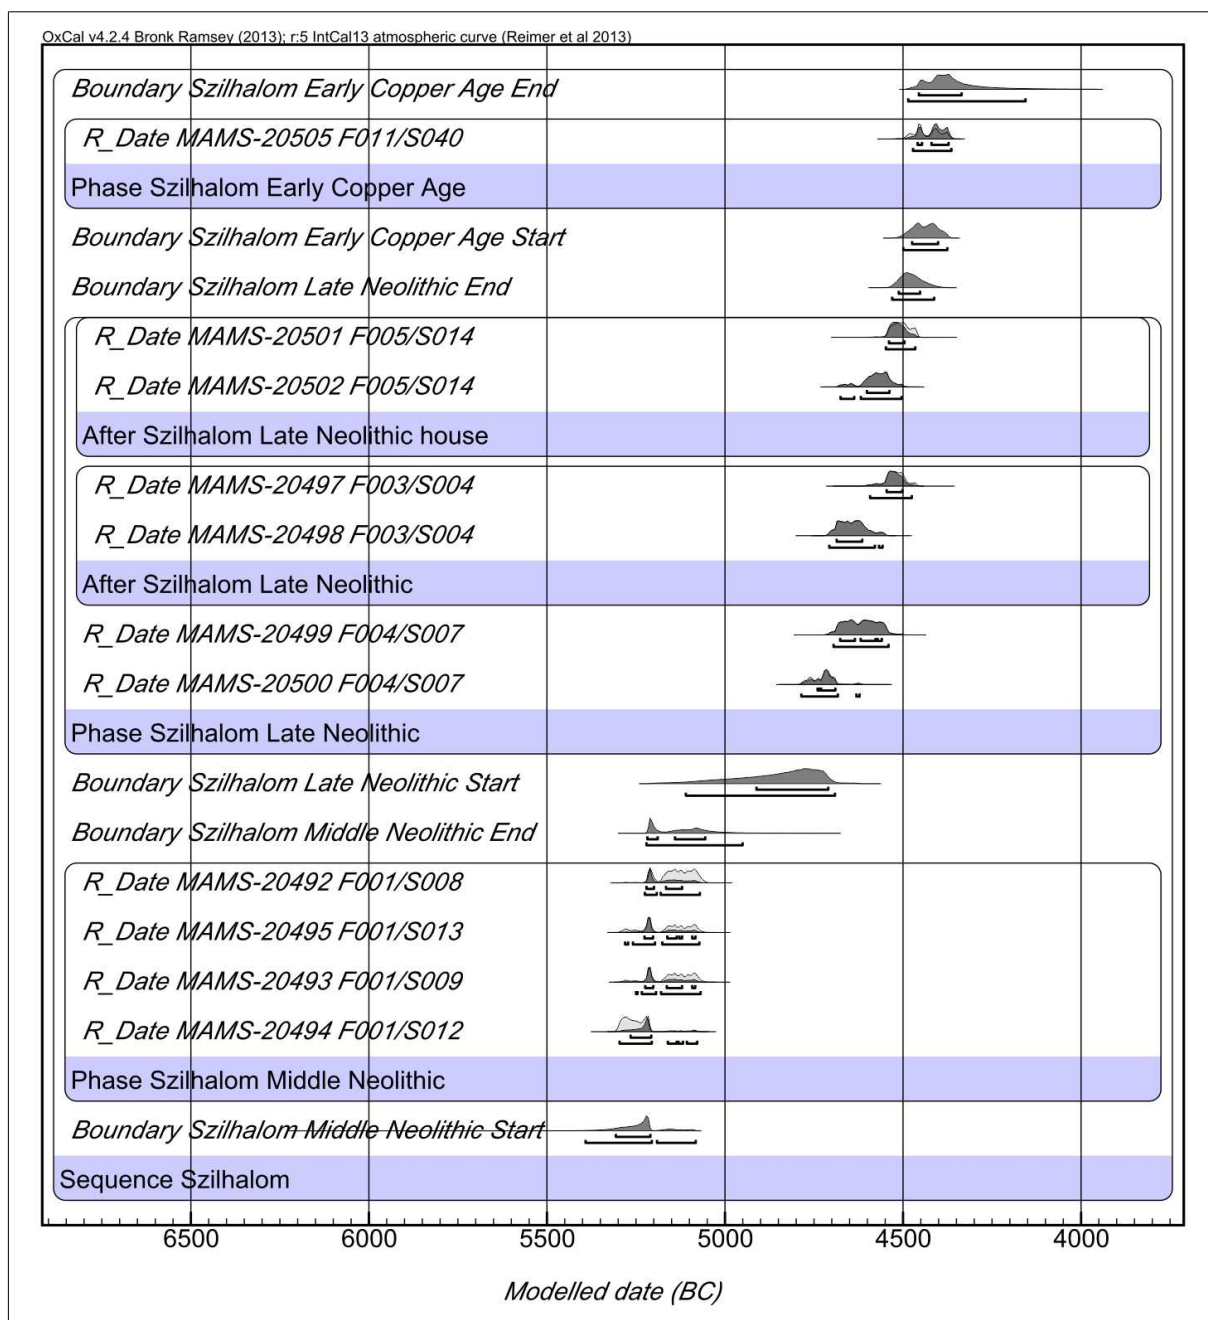 OxCal v4.2.4 Bronk Ramsey (2013); r:5 IntCal13 atmospheric curve (Reimer et al 2013)
Boundary Szilhalom Early Copper Age End
R_Date MAMS-20505 F011/S040
Phase Szilhalom Early Copper Age
Boundary Szilhalom Early Copper Age Start
Boundary Szilhalom Late Neolithic End
R_Date MAMS-20501 F005/S014
R_Date MAMS-20502 F005/S014
After Szilhalom Late Neolithic house
R_Date MAMS-20497 F003/S004
R_Date MAMS-20498 F003/S004
After Szilhalom Late Neolithic
R_Date MAMS-20499 F004/S007
R_Date MAMS-20500 F004/S007
Phase Szilhalom Late Neolithic
Boundary Szilhalom Late Neolithic Start
Boundary Szilhalom Middle Neolithic End
R_Date MAMS-20492 F001/S008
R_Date MAMS-20495 F001/S013
R_Date MAMS-20493 F001/S009
R_Date MAMS-20494 F001/S012
Phase Szilhalom Middle Neolithic
Boundary Szilhalom Middle Neolithic Start
Sequence Szilhalom
6500 6000 5500 5000 4500 4000
Modelled date (BC)